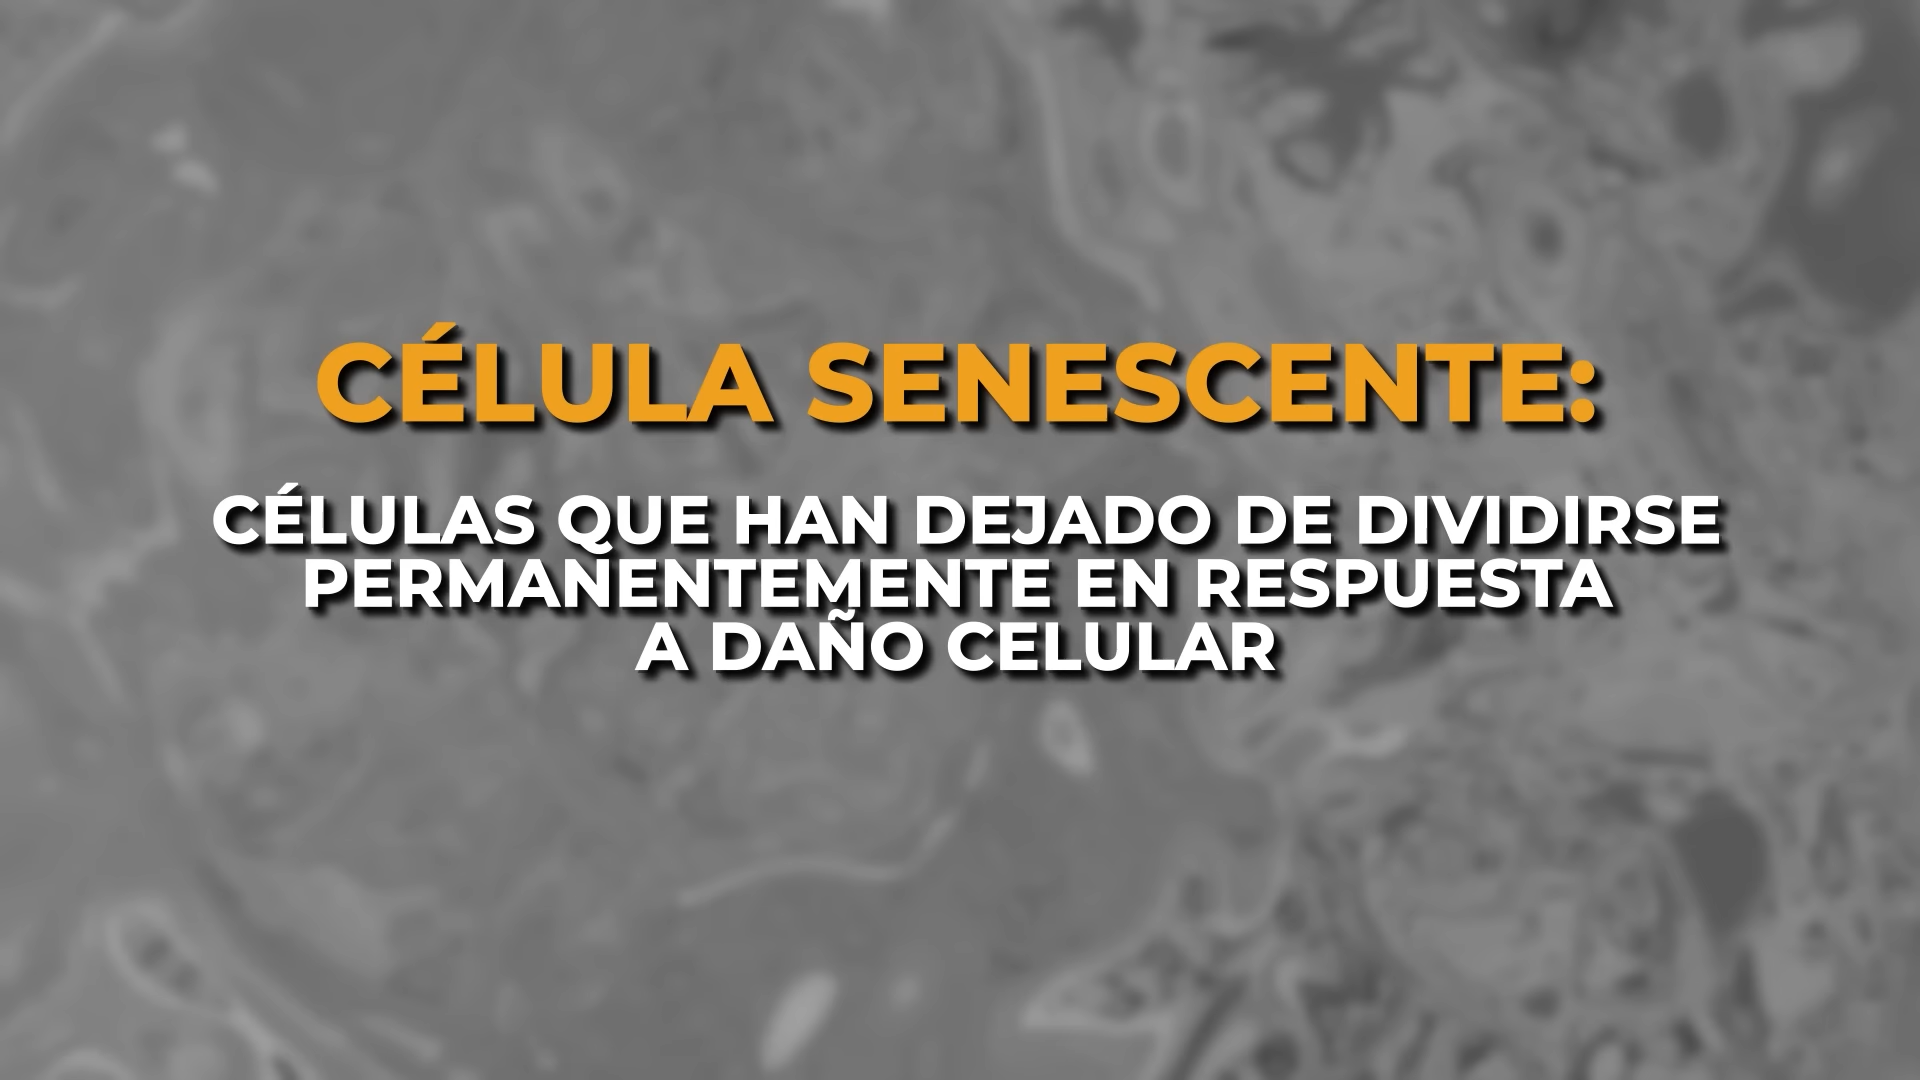 CÉLULA SENESCENTE:
CÉLULAS QUE HAN DEJADO DE DIVIDIRSE
PERMANENTEMENTE EN RESPUESTA
A DAÑO CELULAR